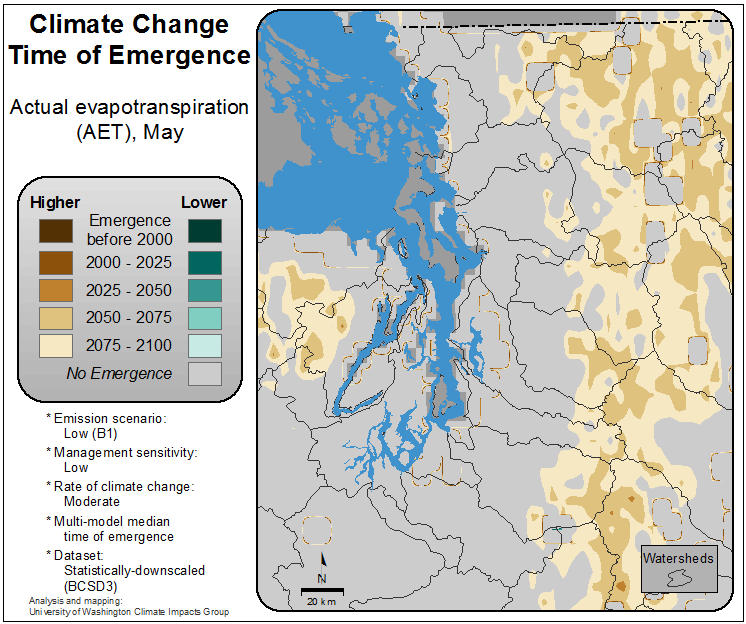 Climate Change
Time of Emergence
Actual evapotranspiration
(AET), May
Higher
Lower
Emergence
before 2000
2000 - 2025
2025 - 2050
2050 - 2075
2075 - 2100
No Emergence
* Emission scenario:
Low (B1)
* Management sensitivity:
Low
* Rate of climate change:
Moderate
* Multi-model median
time of emergence
* Dataset:
Statistically-downscaled
(BCSD3)
Analysis and mapping:
University of Washington Climate Impacts Group
N
20 km
Watersheds